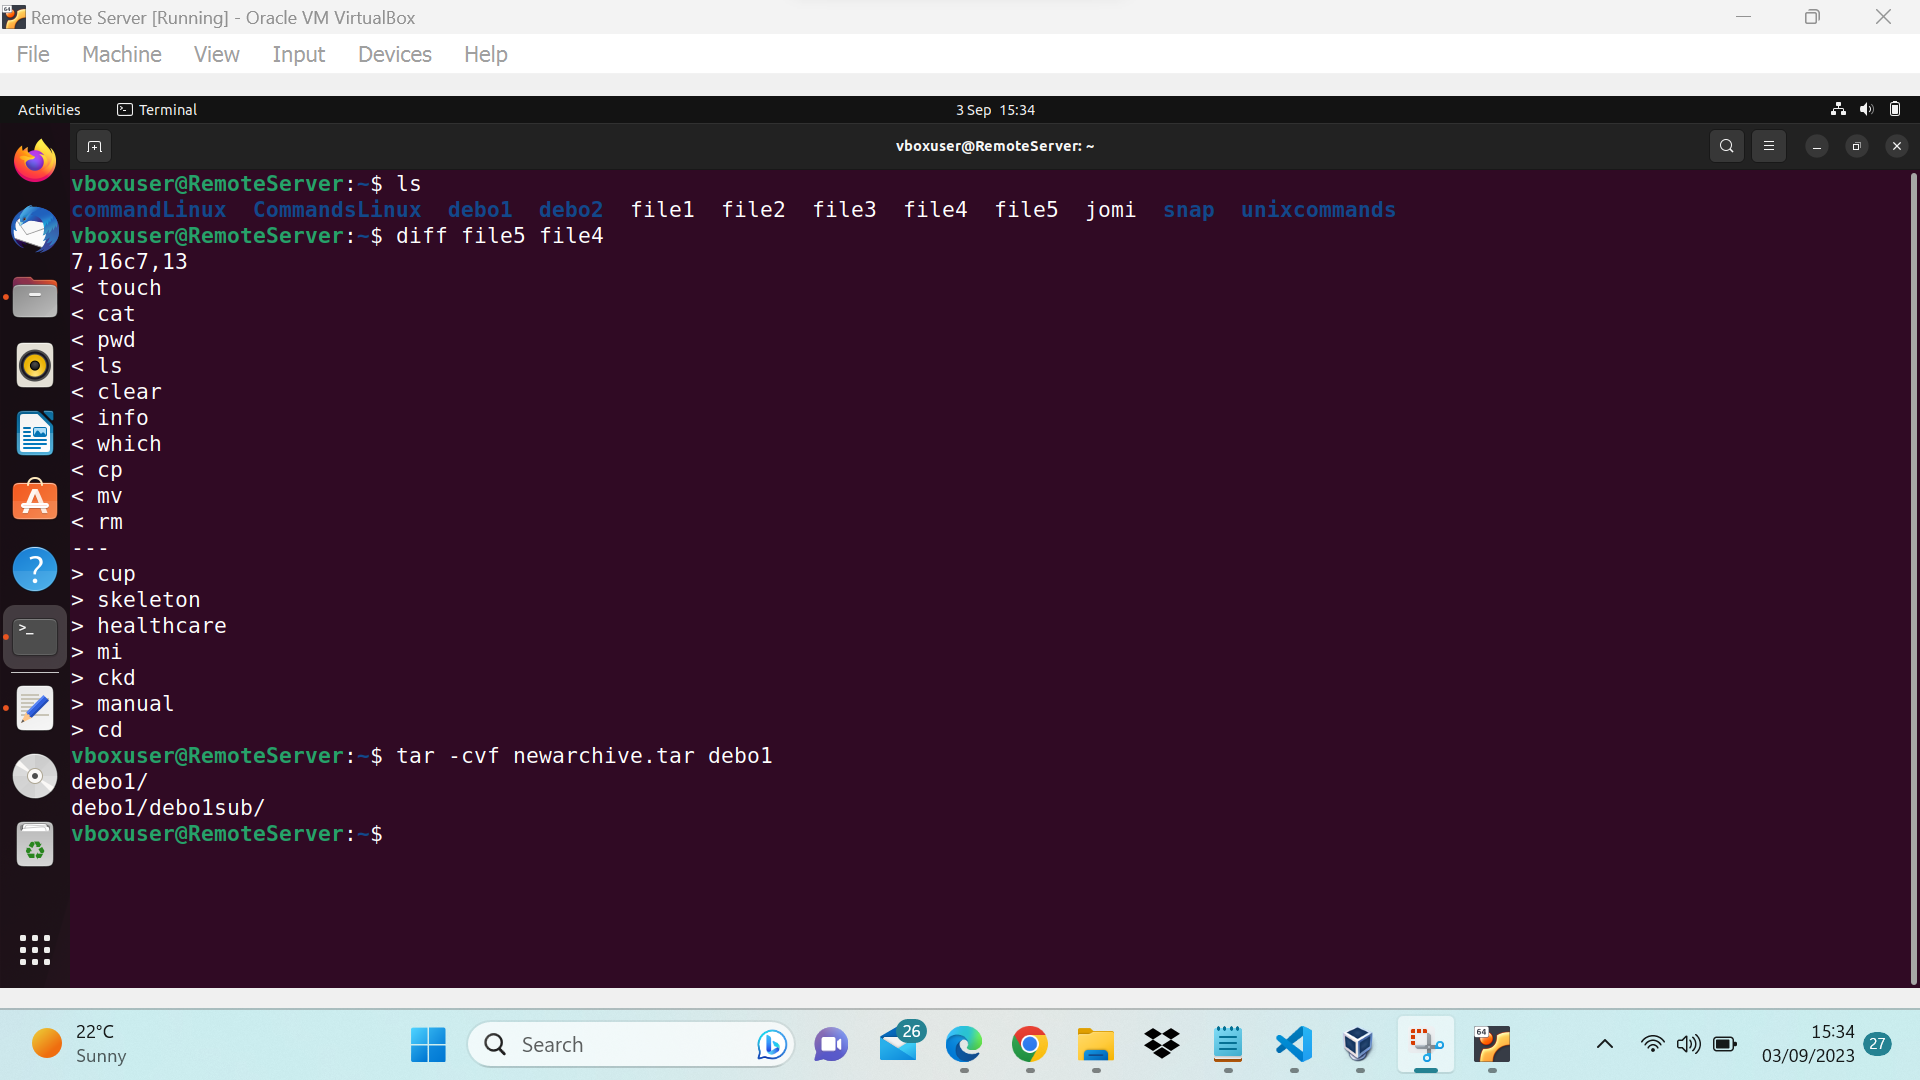 Remote Server [Running] - Oracle VM VirtualBox
File Machine View Input Devices Help
Activities Terminal 3 Sep 15:34
vboxuser@RemoteServer: ~
vboxuser@RemoteServer:~$ ls
commandLinux CommandsLinux debo1 debo2 file1 file2 file3 file4 file5 jomi snap unixcommands
vboxuser@RemoteServer:~$ diff file5 file4
7,16c7,13
< touch
< cat
< pwd
< ls
< clear
< info
< which
< cp
< mv
< rm
---
> cup
> skeleton
> healthcare
> mi
> ckd
> manual
> cd
vboxuser@RemoteServer:~$ tar -cvf newarchive.tar debo1
debo1/
debo1/debo1sub/
vboxuser@RemoteServer:~$
22°C
Sunny
Search
26
64
15:34
03/09/2023
27